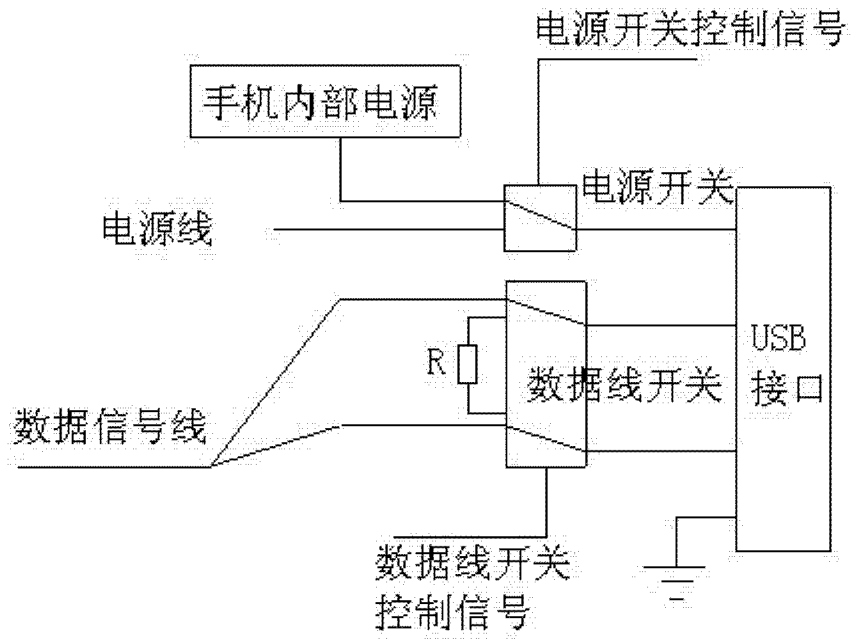 电源开关控制信号
手机内部电源
电源开关
电源线
USB
接口
R
数据线开关
数据信号线
数据线开关
控制信号